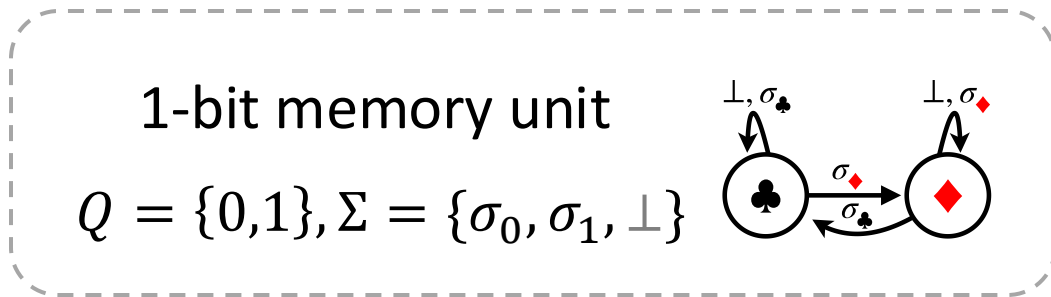 1-bit memory unit
Q = {0,1}, Σ = {σ₀, σ₁, ⊥}
⊥, σ♣
⊥, σ♦
σ♦
♣
♦
σ♣